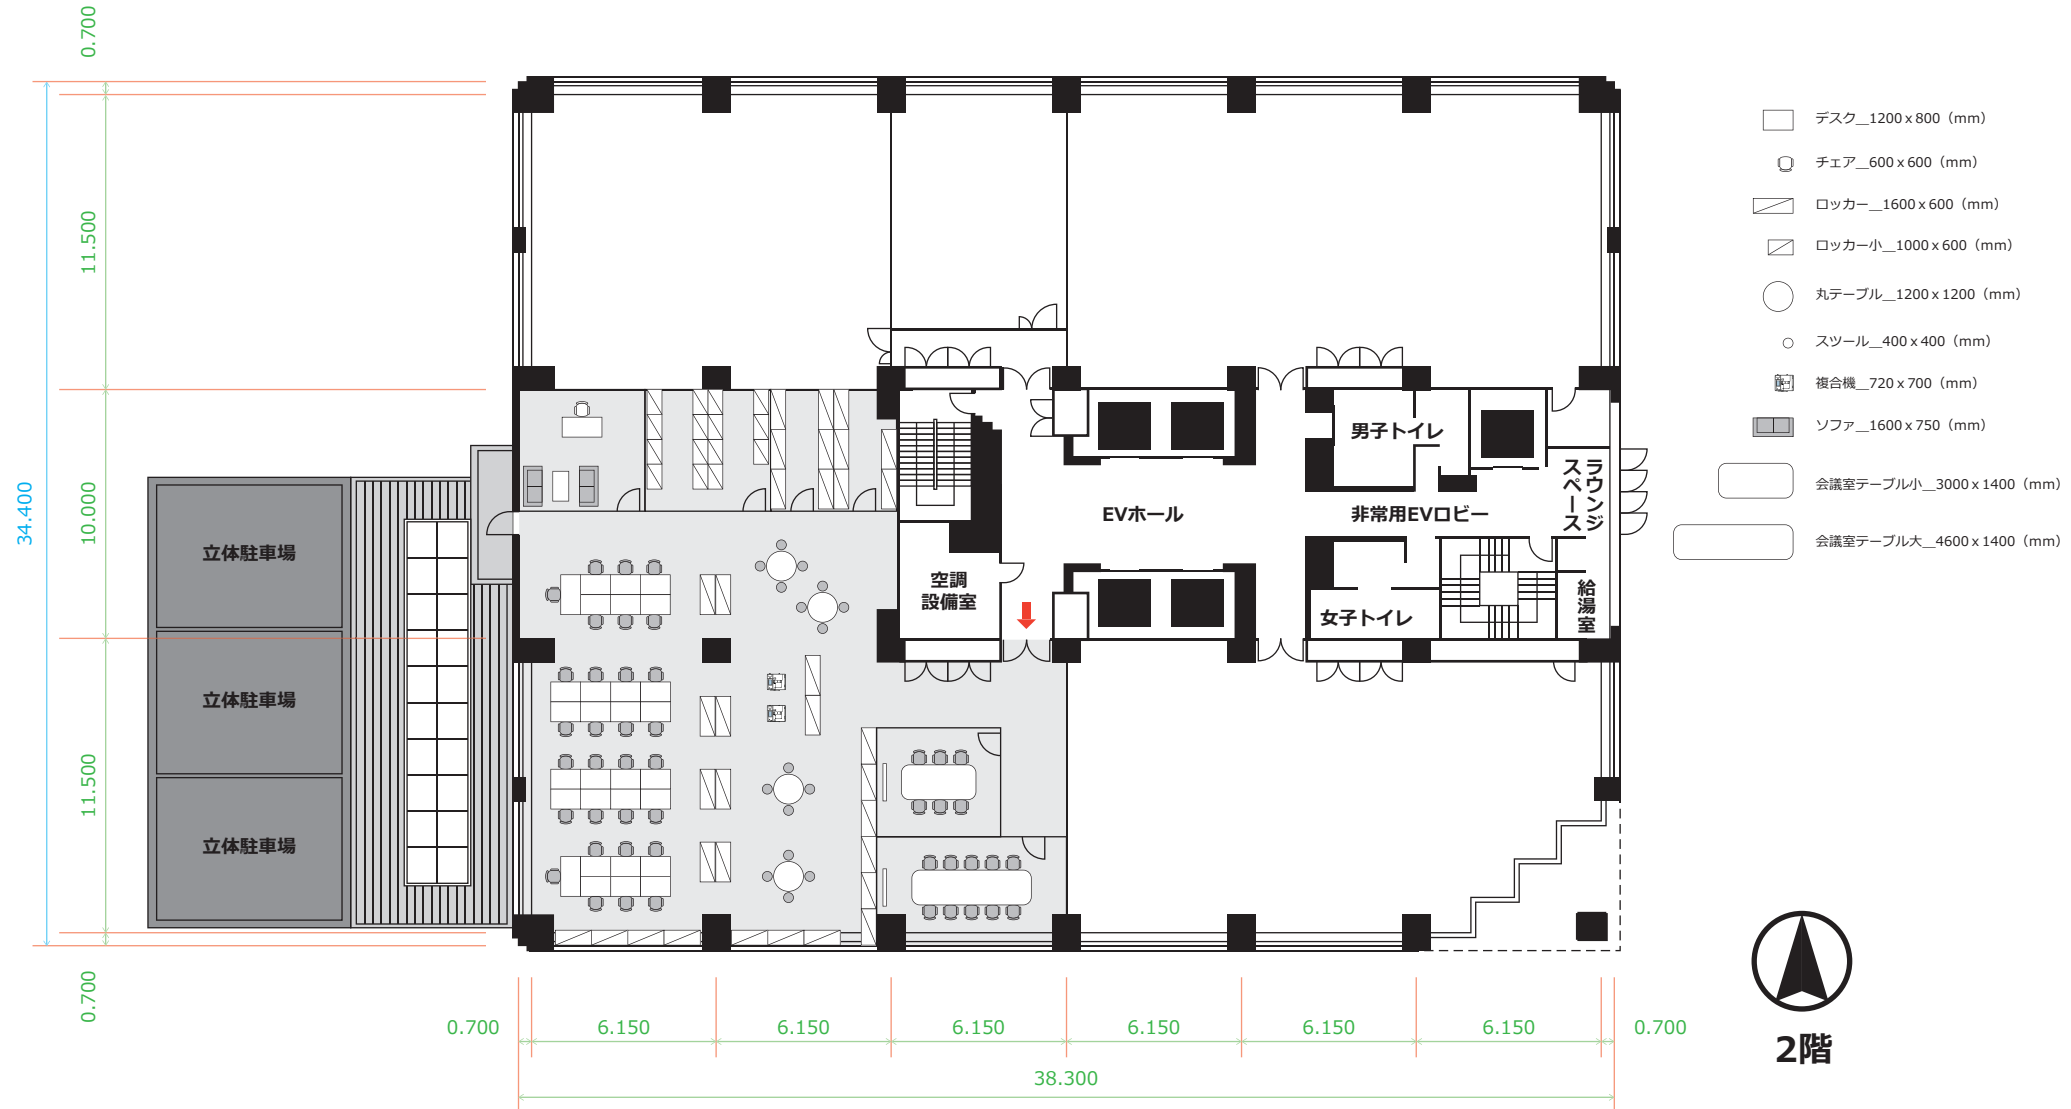 0.700
11.500
10.000
11.500
0.700
34.400
立体駐車場
立体駐車場
立体駐車場
空調
設備室
EVホール
男子トイレ
非常用EVロビー
女子トイレ
ラウンジ
スペース
給湯室
デスク__1200 x 800（mm）
チェア__600 x 600（mm）
ロッカー__1600 x 600（mm）
ロッカー小__1000 x 600（mm）
丸テーブル__1200 x 1200（mm）
スツール__400 x 400（mm）
複合機__720 x 700（mm）
ソファ__1600 x 750（mm）
会議室テーブル小__3000 x 1400（mm）
会議室テーブル大__4600 x 1400（mm）
0.700
6.150
6.150
6.150
6.150
6.150
6.150
0.700
38.300
2階